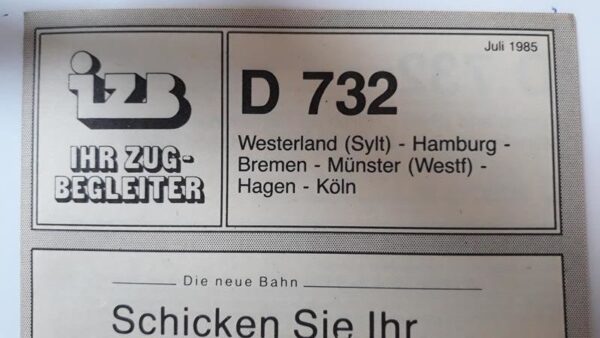 Juli 1985
izb
IHR ZUG-
BEGLEITER
D 732
Westerland (Sylt) - Hamburg -
Bremen - Münster (Westf) -
Hagen - Köln
Die neue Bahn
Schicken Sie Ihr